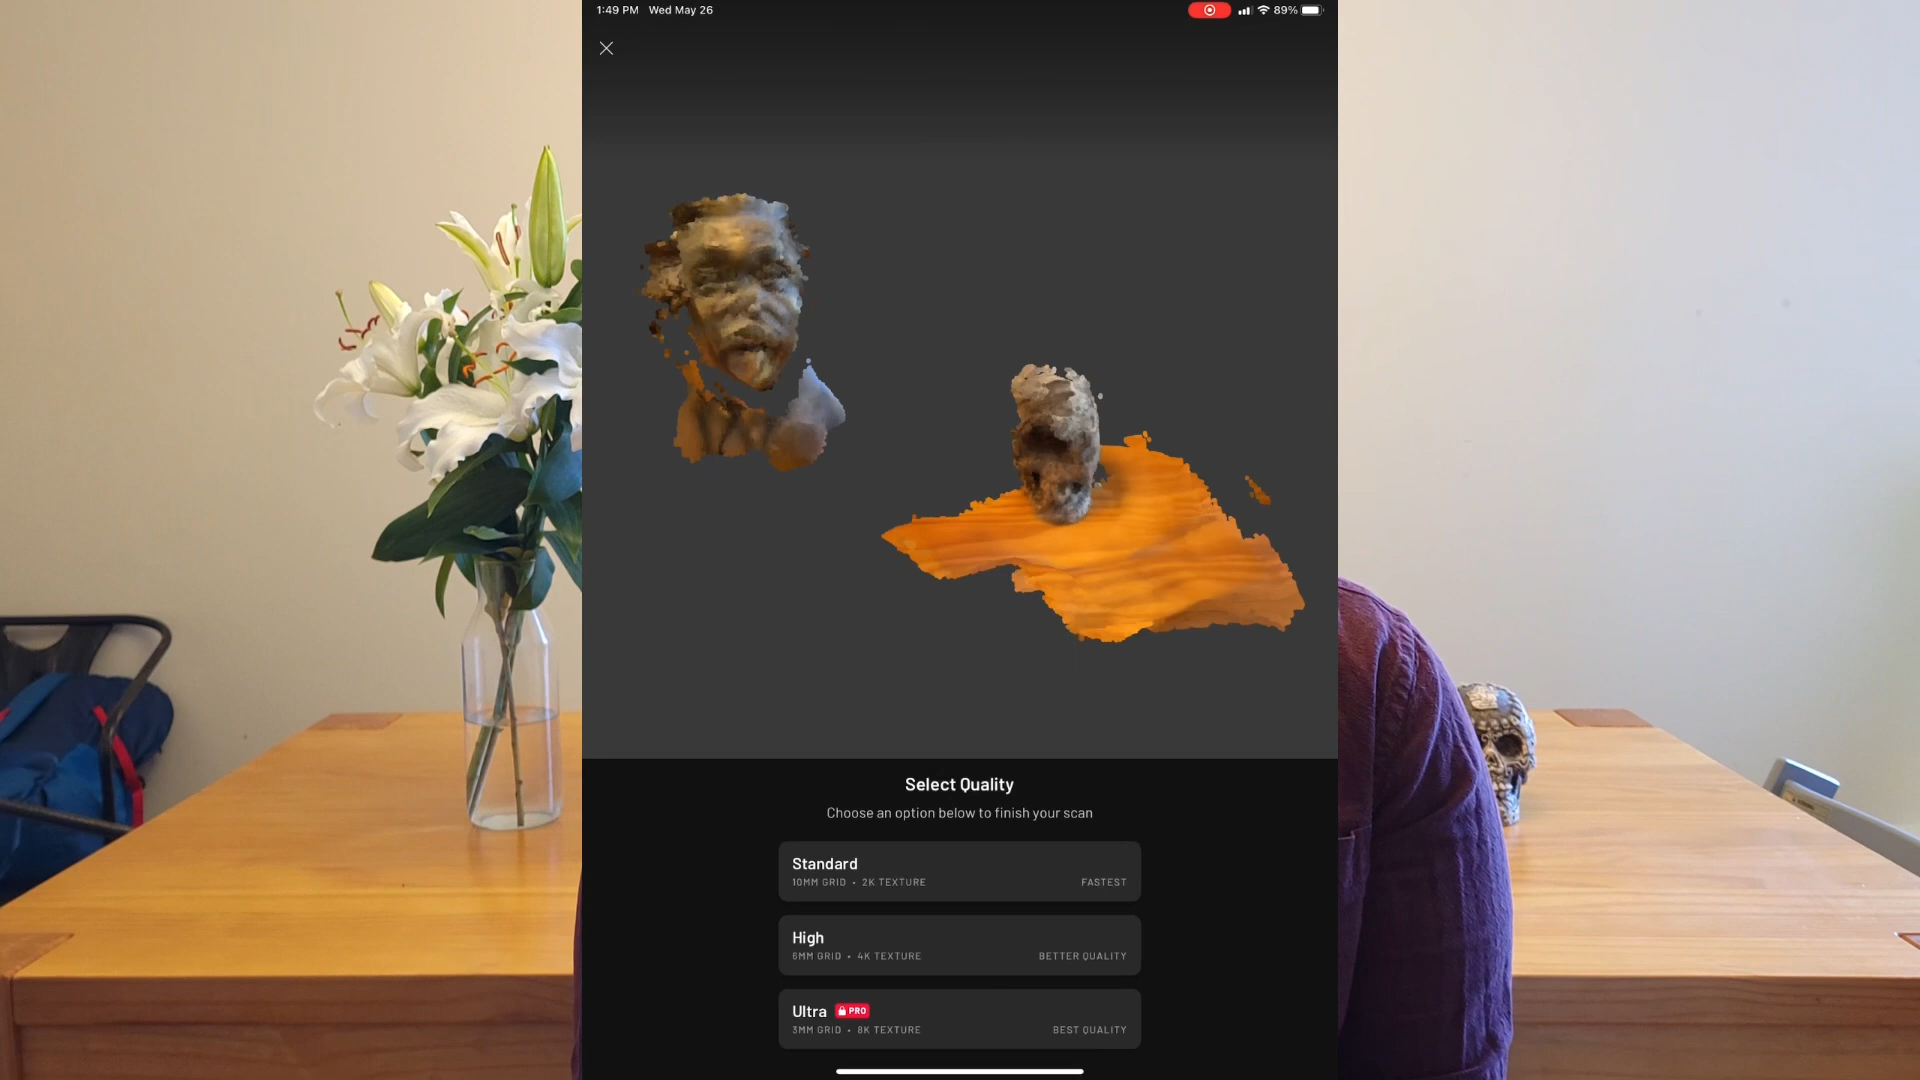 1:49 PM Wed May 26
89%
Select Quality
Choose an option below to finish your scan
Standard
10MM GRID • 2K TEXTURE FASTEST
High
6MM GRID • 4K TEXTURE BETTER QUALITY
Ultra PRO
3MM GRID • 8K TEXTURE BEST QUALITY